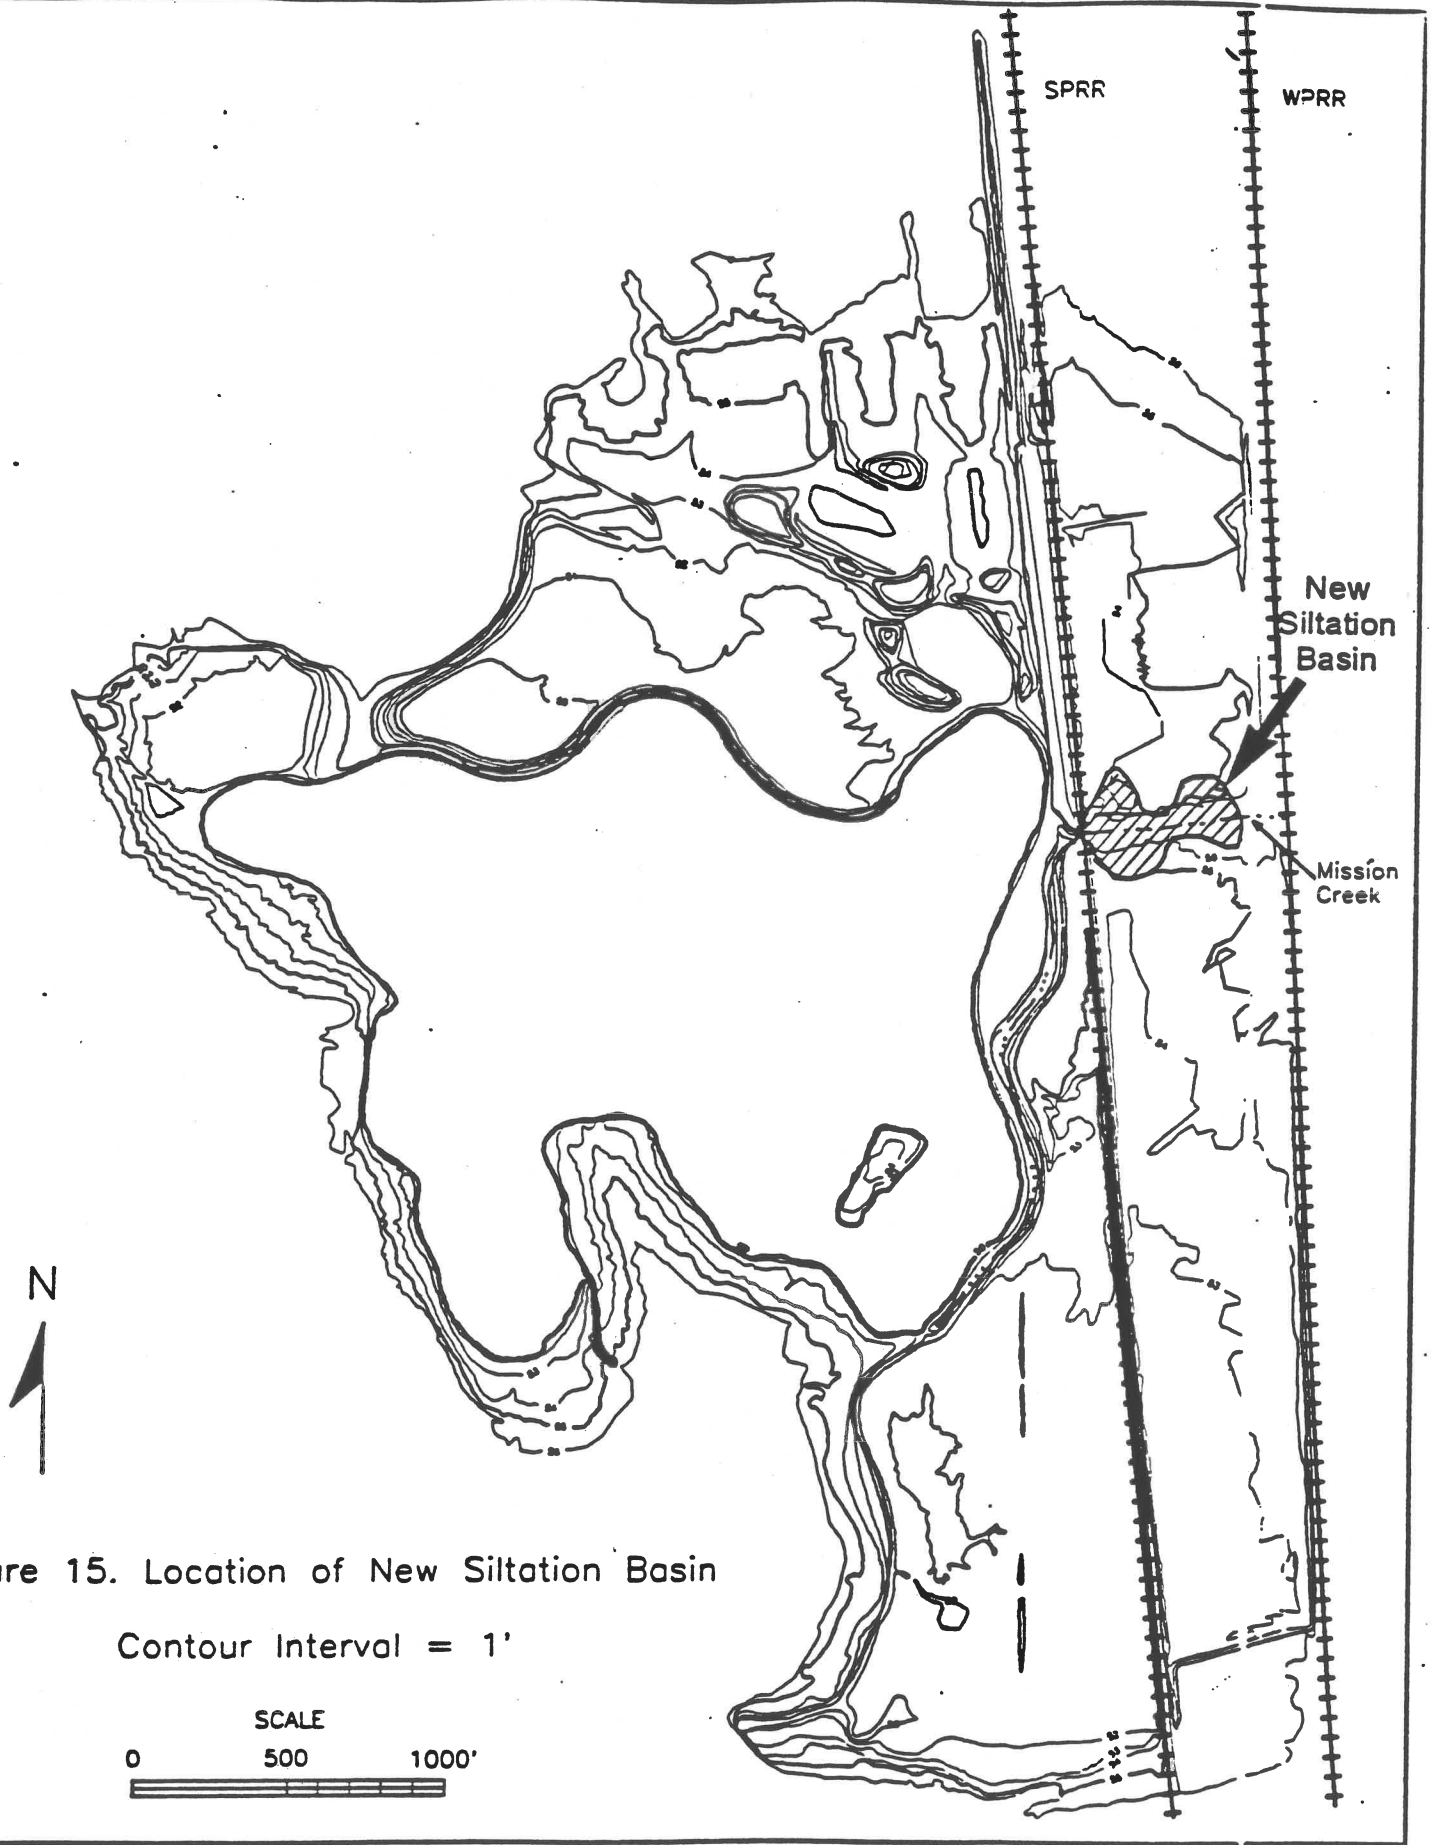 SPRR
WPRR
New
Siltation
Basin
Mission
Creek
N
re 15. Location of New Siltation Basin
Contour Interval = 1'
SCALE
0 500 1000'